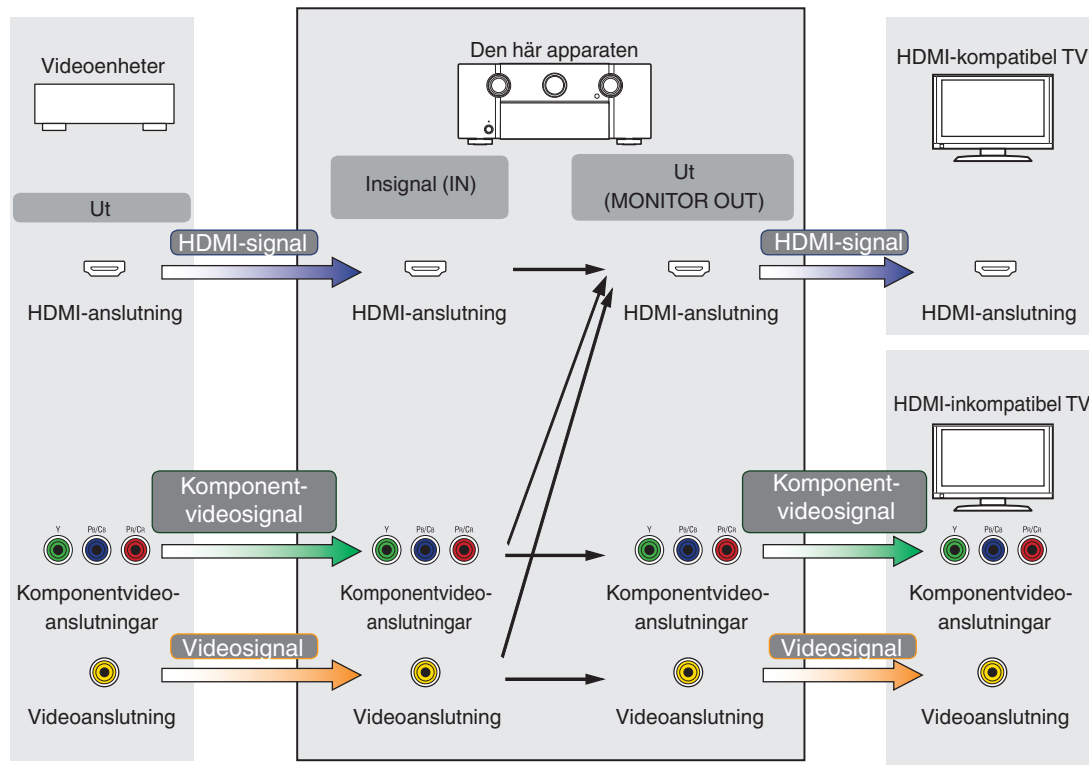 Videoenheter
Den här apparaten
HDMI-kompatibel TV
Ut
Insignal (IN)
Ut
(MONITOR OUT)
HDMI-signal
HDMI-signal
HDMI-anslutning
HDMI-anslutning
HDMI-anslutning
HDMI-anslutning
HDMI-inkompatibel TV
Komponent-
videosignal
Komponent-
videosignal
Y PB/CB PR/CR
Y PB/CB PR/CR
Y PB/CB PR/CR
Y PB/CB PR/CR
Komponentvideo-
anslutningar
Komponentvideo-
anslutningar
Komponentvideo-
anslutningar
Komponentvideo-
anslutningar
Videosignal
Videosignal
Videoanslutning
Videoanslutning
Videoanslutning
Videoanslutning